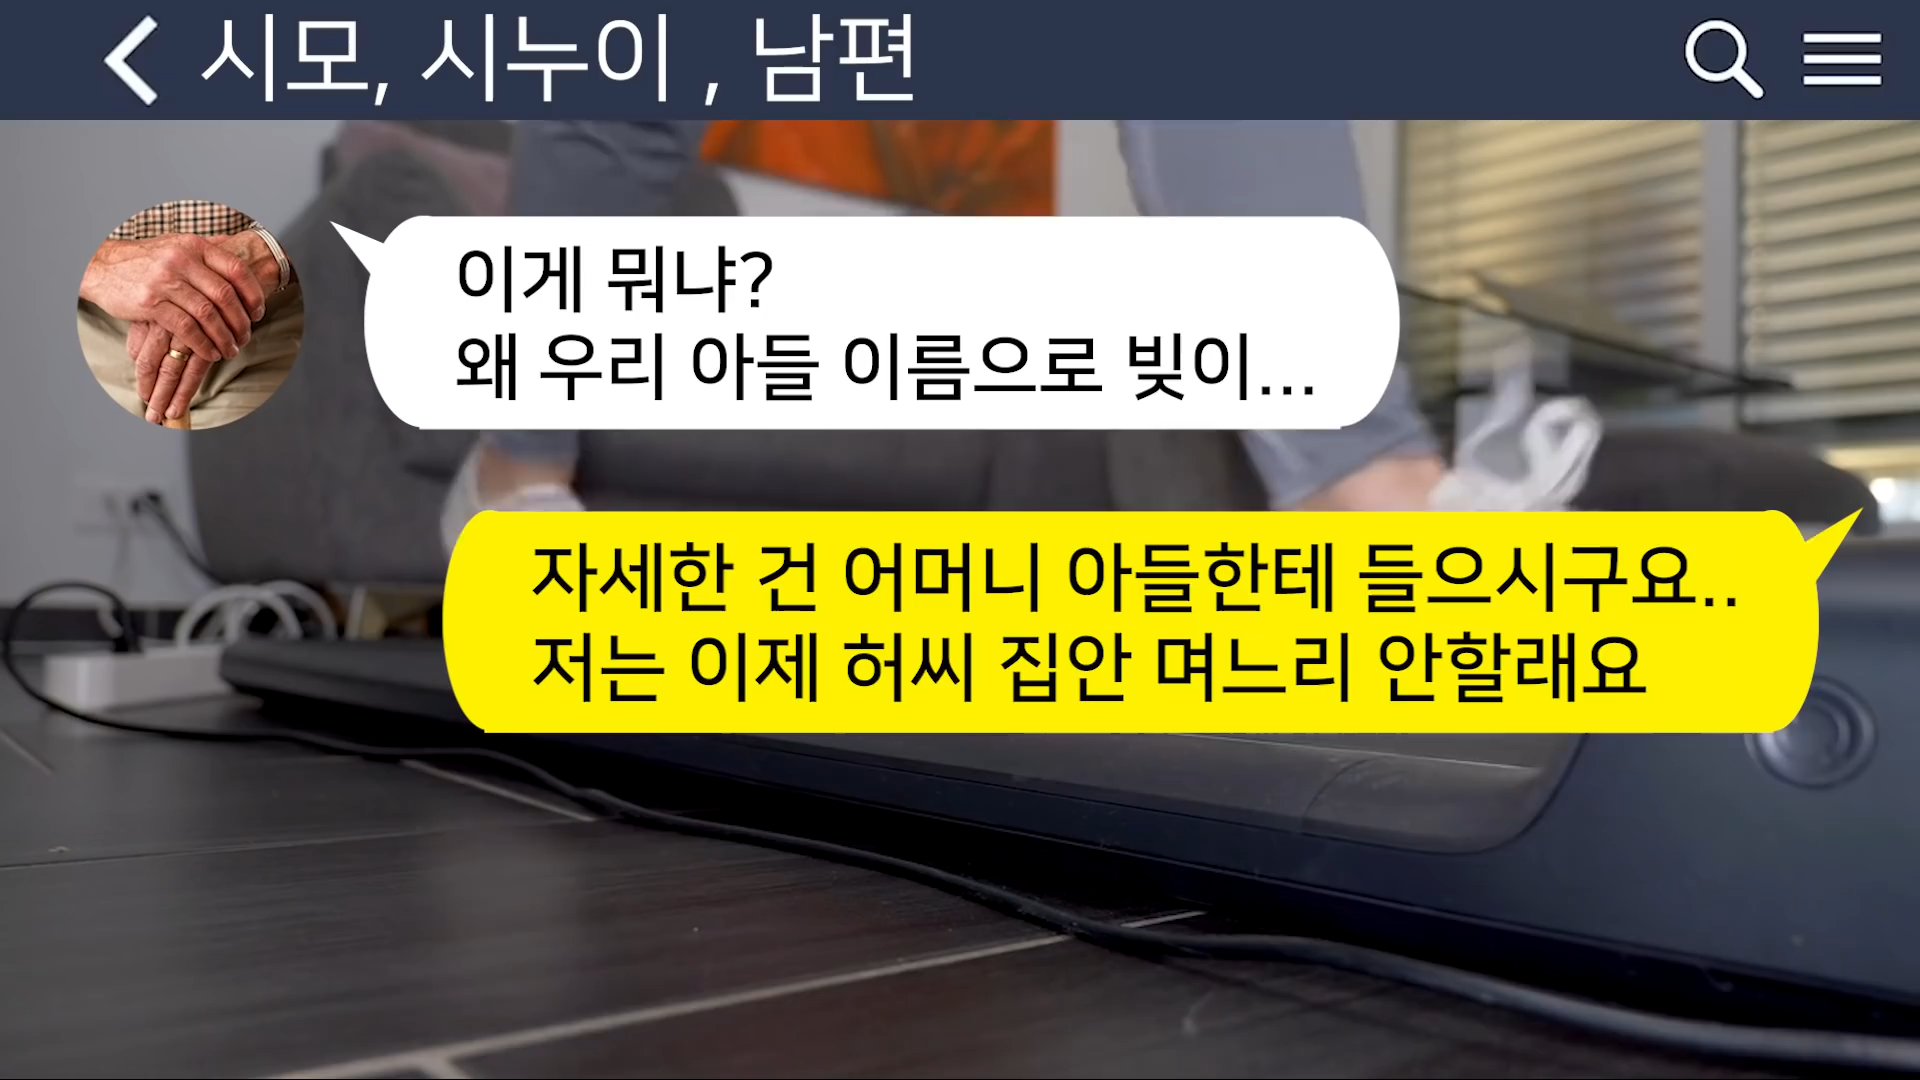 시모, 시누이 , 남편
이게 뭐냐?
왜 우리 아들 이름으로 빚이...
자세한 건 어머니 아들한테 들으시구요..
저는 이제 허씨 집안 며느리 안할래요